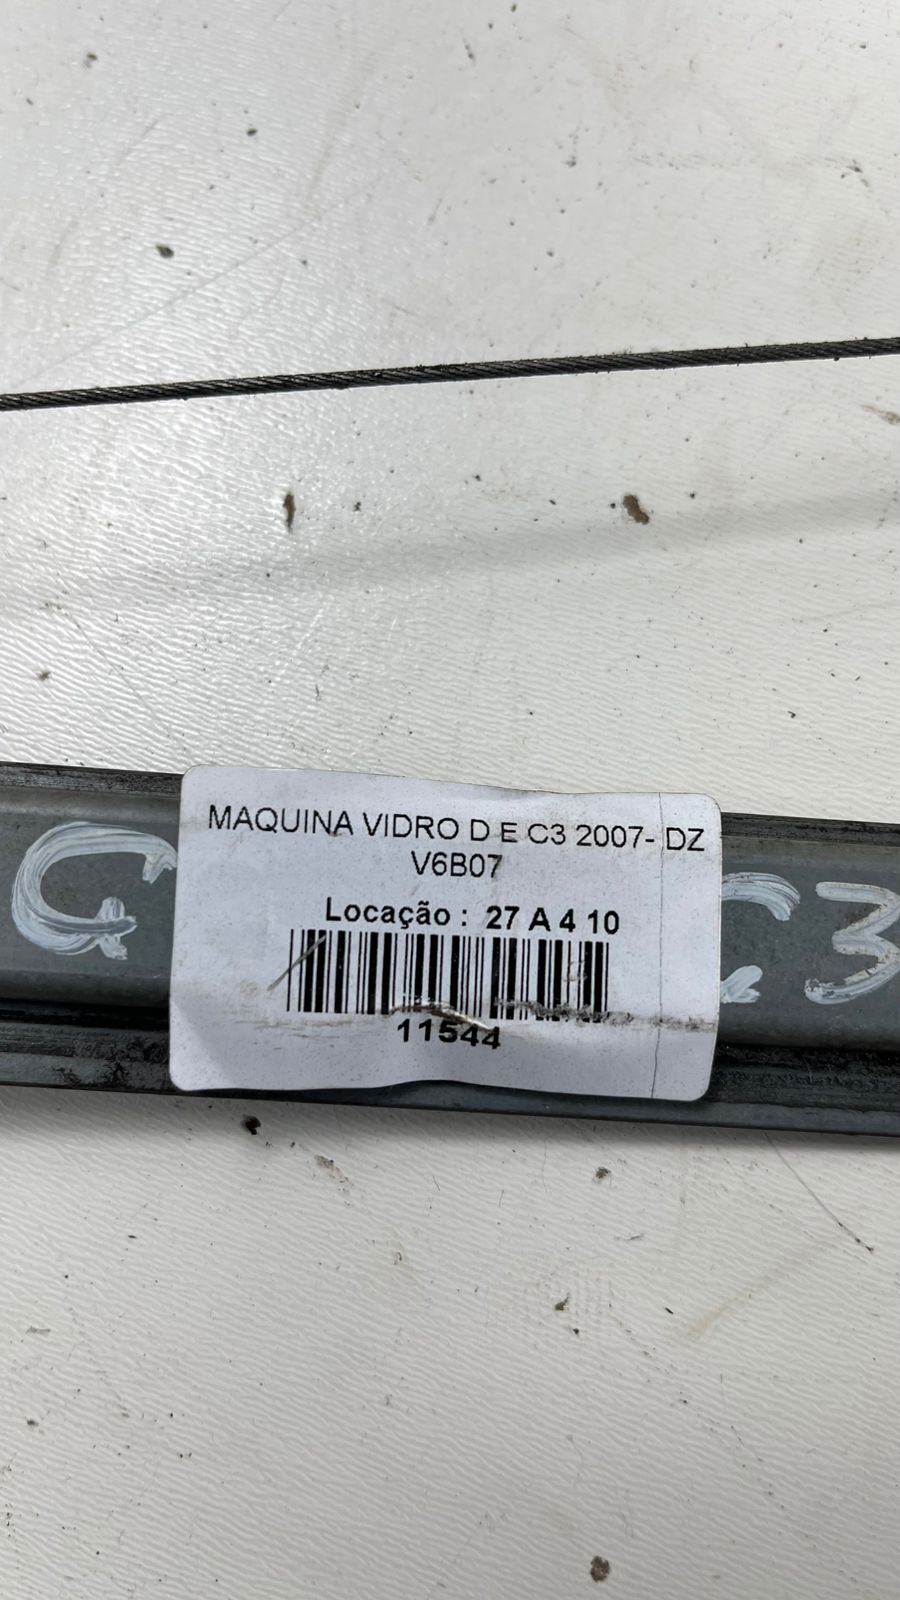 MAQUINA VIDRO D E C3 2007- DZ
V6B07
Locação : 27 A 4 10
11544
C3